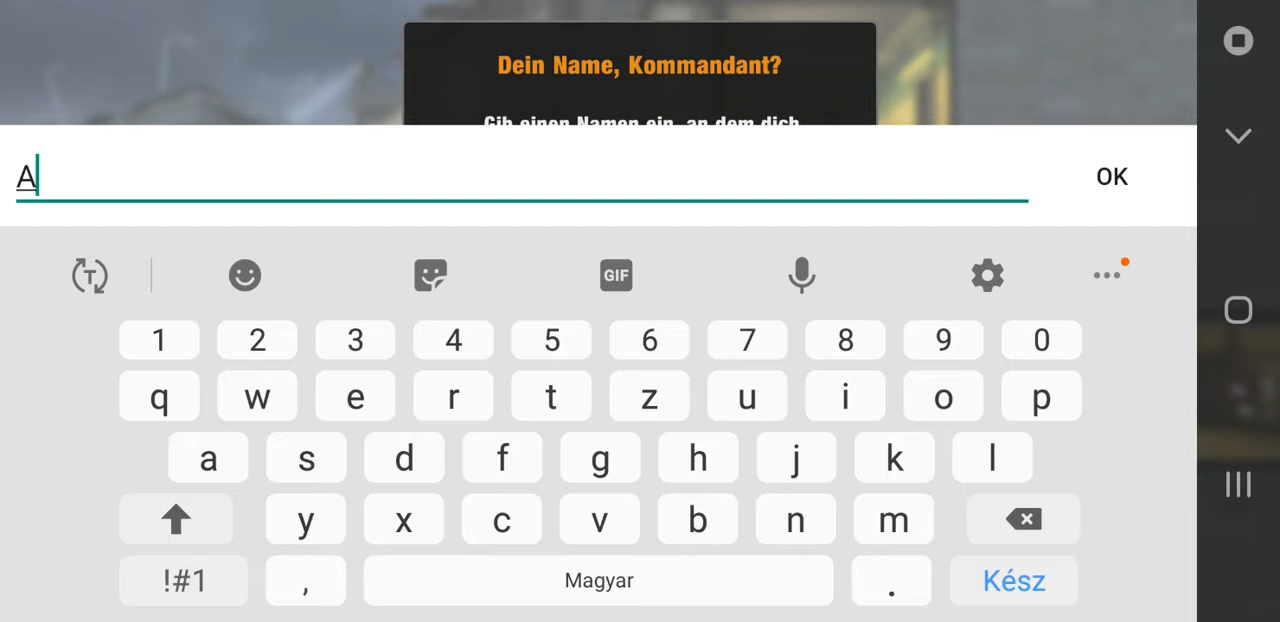 Dein Name, Kommandant?
Gib einen Namen ein, an dem dich
A
OK
T
GIF
1 2 3 4 5 6 7 8 9 0
q w e r t z u i o p
a s d f g h j k l
y x c v b n m
!#1 , Magyar . Kész